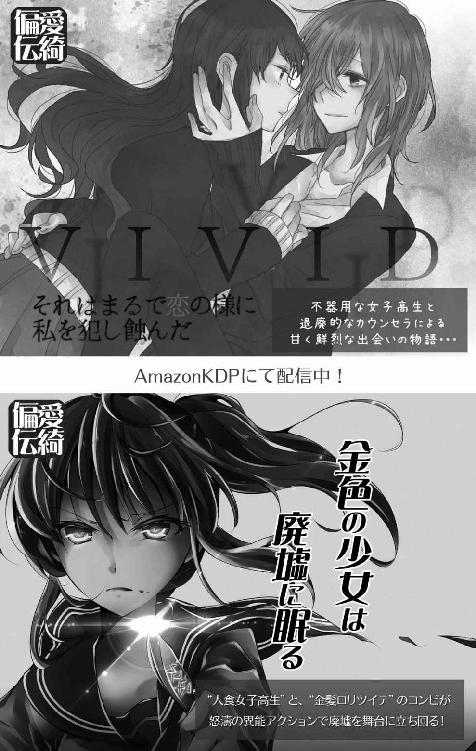 偏愛
伝綺
VIVID
それはまるで恋の様に
私を犯し蝕んだ
不器用な女子高生と
退廃的なカウンセラによる
甘く鮮烈な出会いの物語・・・
AmazonKDPにて配信中！
偏愛
伝綺
金色の少女は
廃墟に眠る
“人食女子高生”と、“金髪ロリツイテ”のコンビが
怒濤の異能アクションで廃墟を舞台に立ち回る！